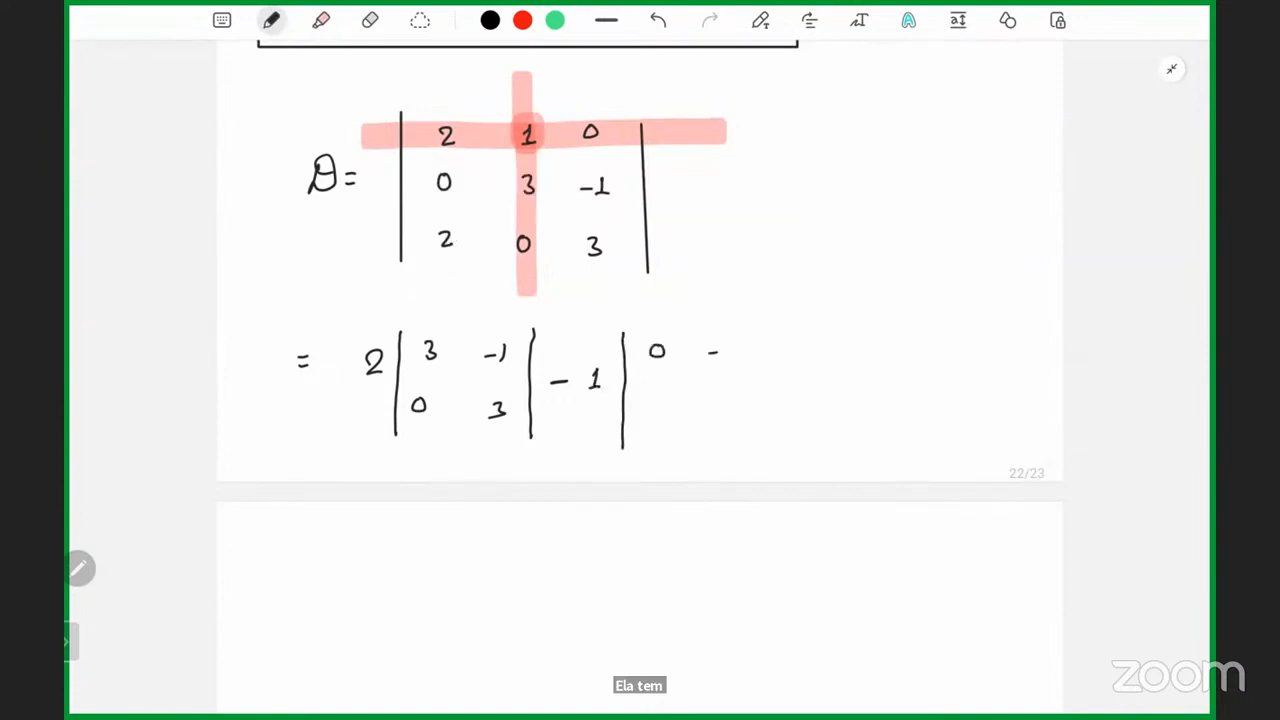 2 1 0
D = 0 3 -1
2 0 3
= 2 | 3 -1 | - 1 | 0 -
0 3
22/23
Ela tem
zoom